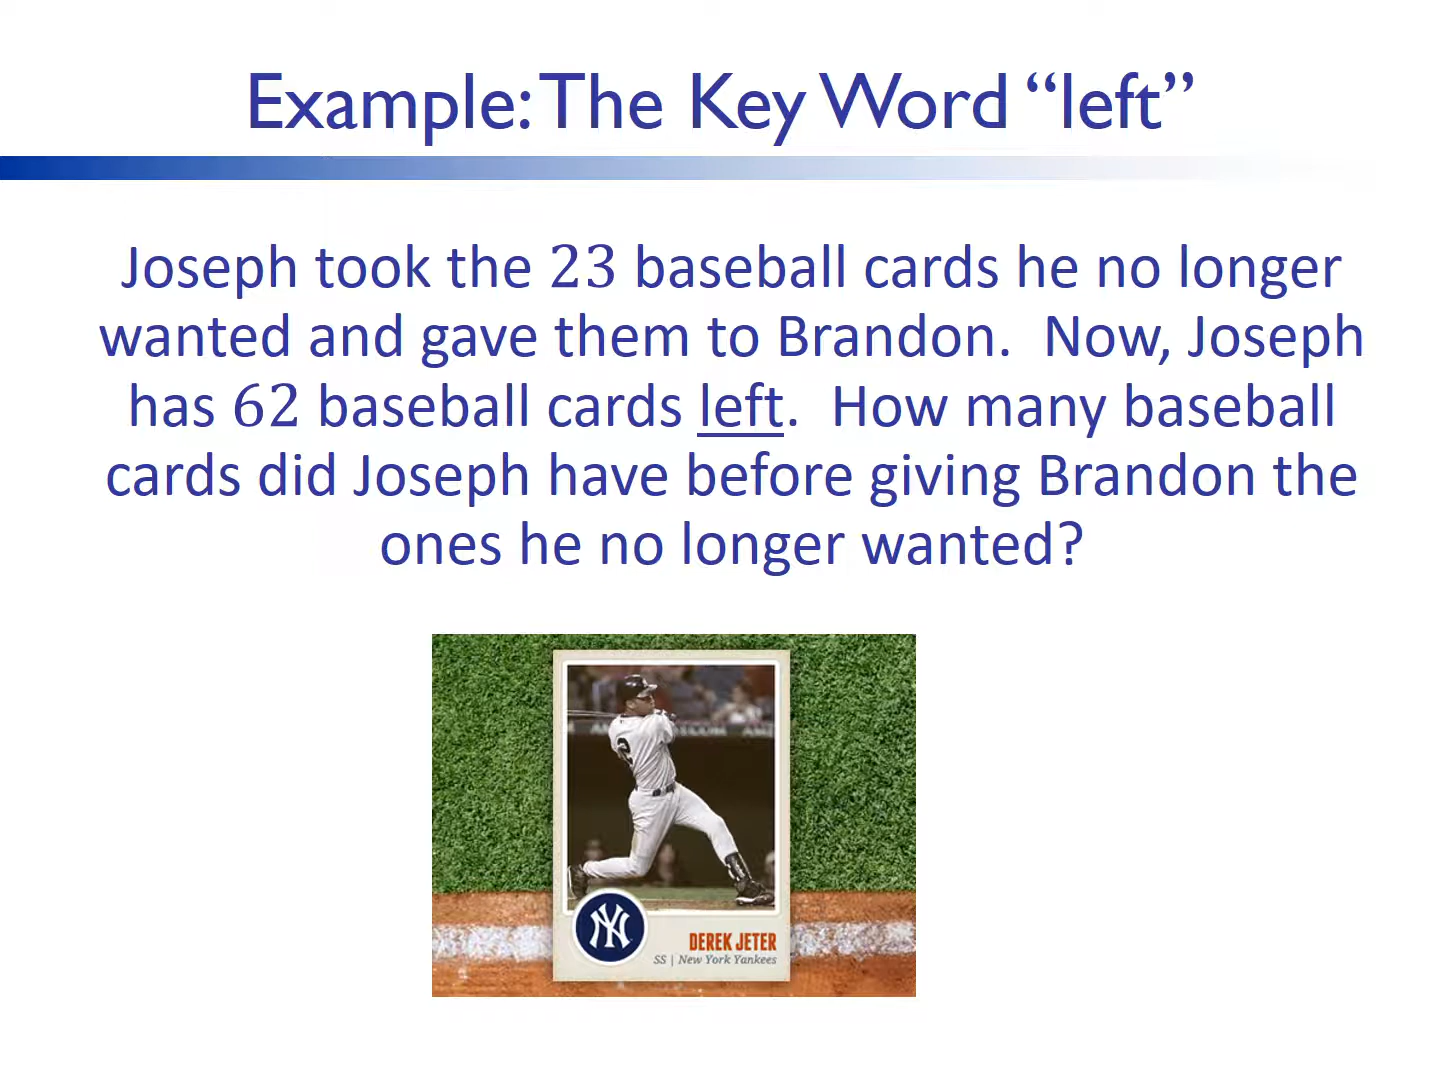 Example: The Key Word “left”
Joseph took the 23 baseball cards he no longer
wanted and gave them to Brandon.  Now, Joseph
has 62 baseball cards left.  How many baseball
cards did Joseph have before giving Brandon the
ones he no longer wanted?
2
NY
DEREK JETER
SS | New York Yankees